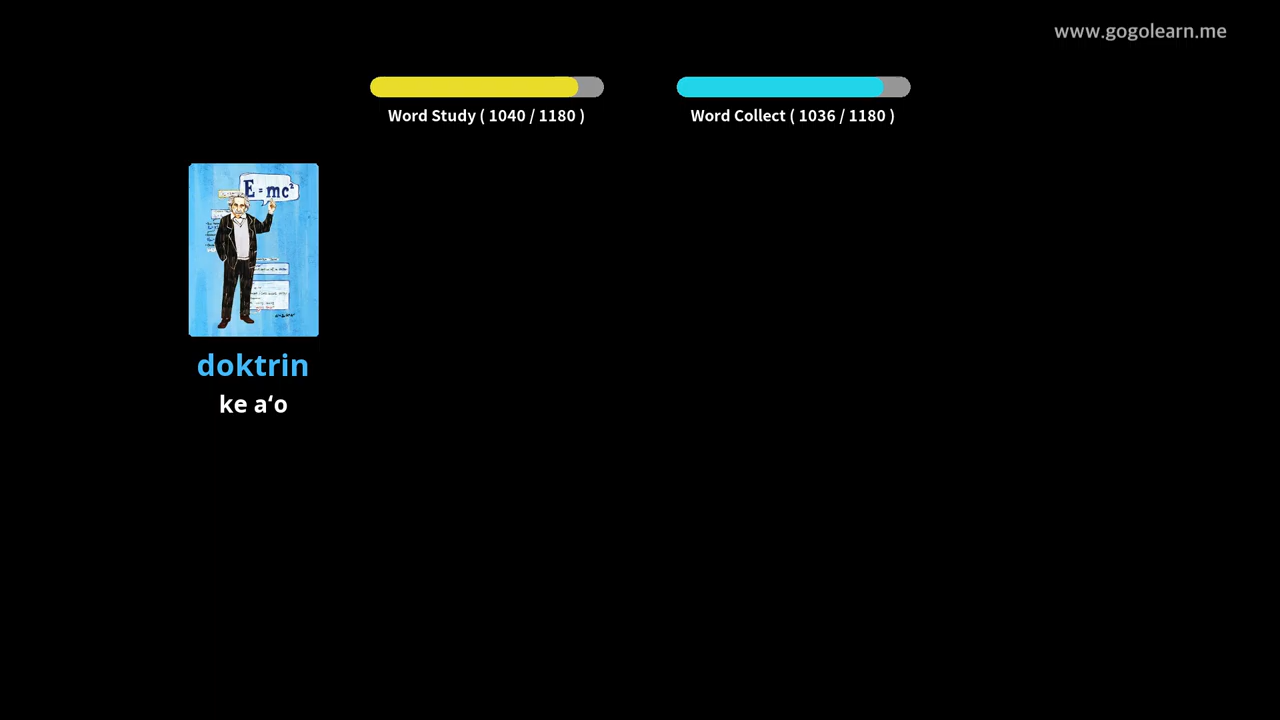 www.gogolearn.me
Word Study ( 1040 / 1180 )
Word Collect ( 1036 / 1180 )
E = mc²
doktrin
ke aʻo